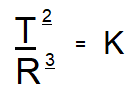 T²
R³ = K